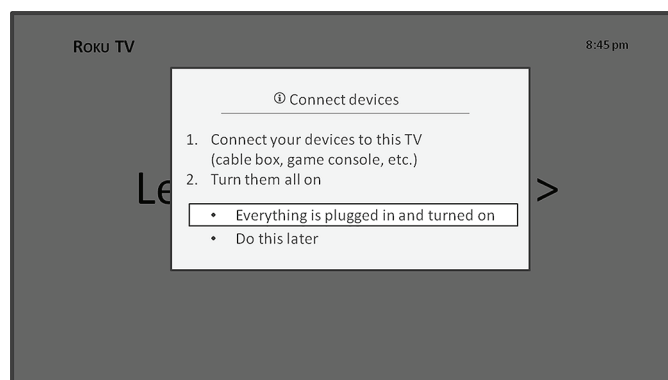 ROKU TV
8:45 pm
ⓘ Connect devices
1. Connect your devices to this TV
(cable box, game console, etc.)
2. Turn them all on
Le >
• Everything is plugged in and turned on
• Do this later